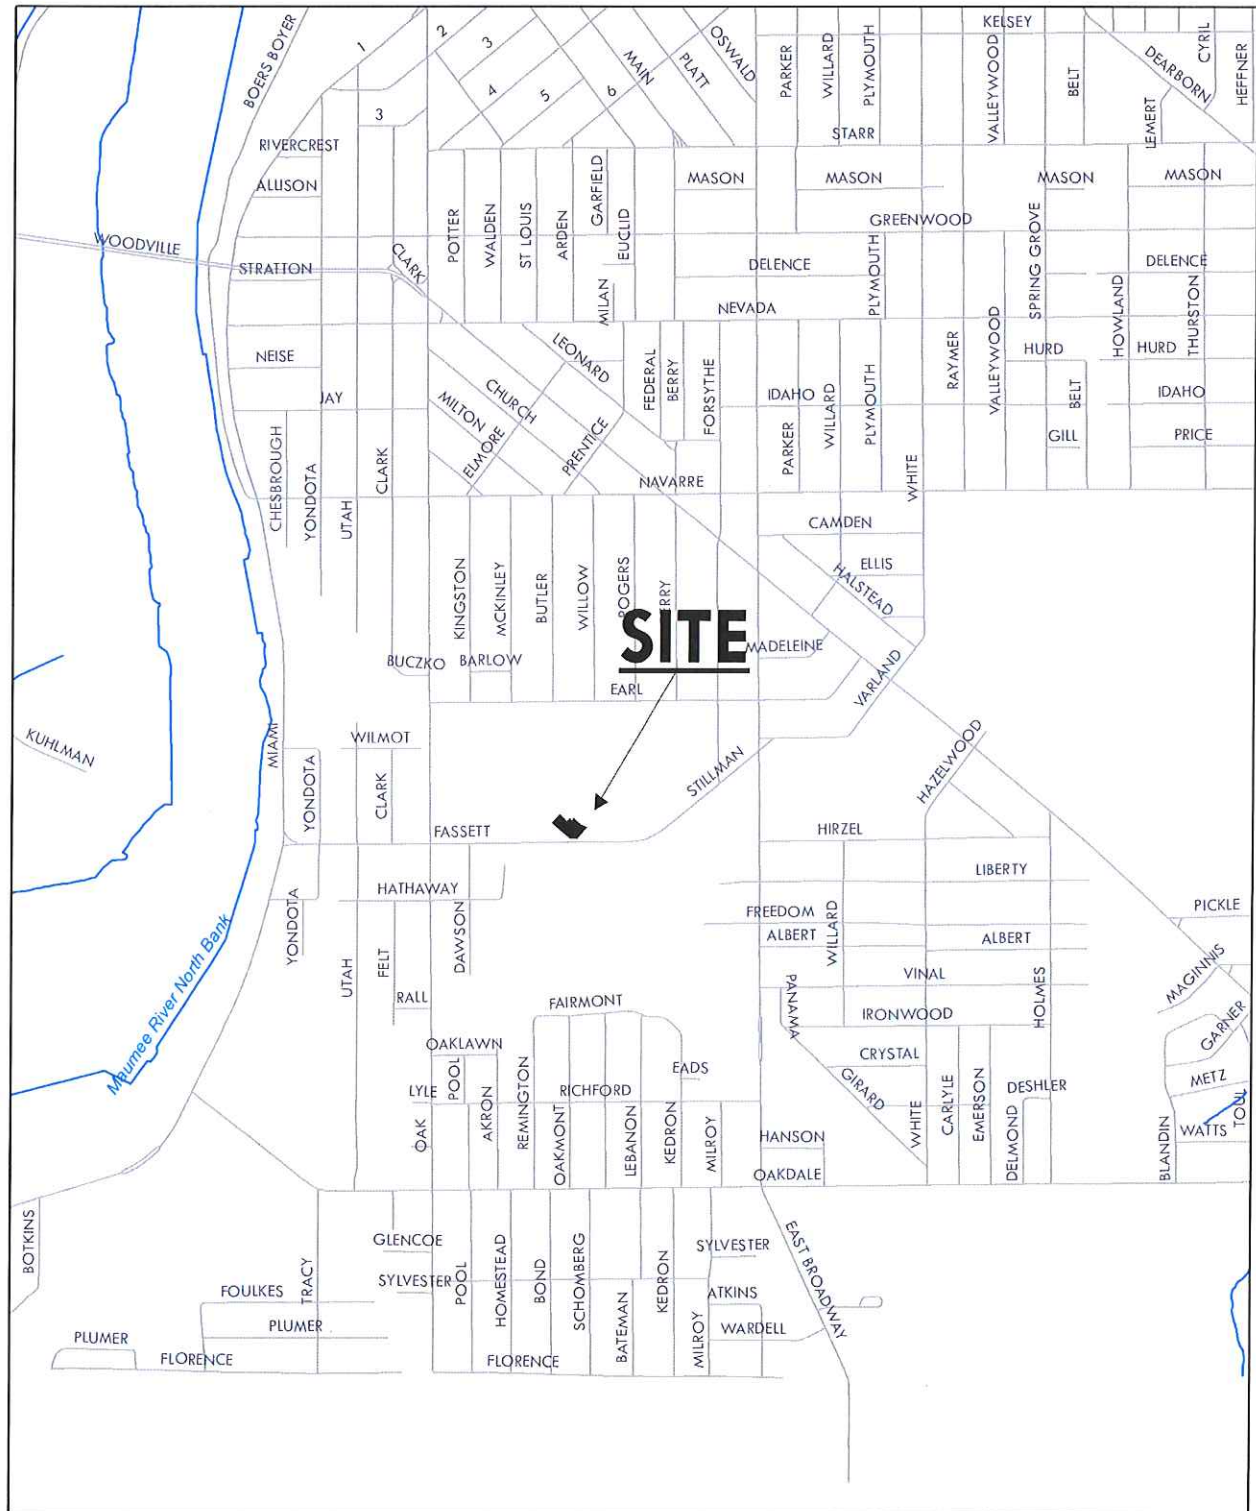 KELSEY
BOERS BOYER
1
2
3
MAIN
PLATT
OSWALD
PARKER
WILLARD
PLYMOUTH
VALLEYWOOD
BELT
DEARBORN
CYRIL
HEFFNER
LEMERT
3
4
5
6
STARR
RIVERCREST
ALLISON
MASON
MASON
MASON
MASON
WOODVILLE
STRATTON
CLARK
POTTER
WALDEN
ST LOUIS
ARDEN
GARFIELD
EUCLID
GREENWOOD
DELENCE
PLYMOUTH
SPRING GROVE
DELENCE
MILAN
NEVADA
HOWLAND
THURSTON
NEISE
LEONARD
FEDERAL
BERRY
FORSYTHE
RAYMER
VALLEYWOOD
HURD
HURD
JAY
CHURCH
MILTON
ELMORE
PRENTICE
IDAHO
WILLARD
PLYMOUTH
BELT
IDAHO
CHESBROUGH
YONDOTA
UTAH
CLARK
NAVARRE
PARKER
WHITE
GILL
PRICE
CAMDEN
ELLIS
HALSTEAD
KINGSTON
MCKINLEY
BUTLER
WILLOW
SITE
MADELEINE
BUCZKO
BARLOW
EARL
VARLAND
KUHLMAN
MIAMI
WILMOT
YONDOTA
CLARK
STILLMAN
HAZELWOOD
FASSETT
HIRZEL
HATHAWAY
LIBERTY
YONDOTA
UTAH
FELT
DAWSON
FREEDOM
ALBERT
WILLARD
ALBERT
PICKLE
Maumee River North Bank
RALL
FAIRMONT
PANAMA
VINAL
HOLMES
MAGINNIS
IRONWOOD
GARNER
OAKLAWN
POOL
EADS
CRYSTAL
LYLE
AKRON
REMINGTON
RICHFORD
GIRARD
CARLYLE
EMERSON
DESHLER
METZ
TOUL
OAK
OAKMONT
LEBANON
KEDRON
MILROY
HANSON
WHITE
DELMOND
BLANDIN
WATTS
OAKDALE
BOTKINS
GLENCOE
HOMESTEAD
BOND
SCHOMBERG
SYLVESTER
EAST BROADWAY
FOULKES
TRACY
SYLVESTER
POOL
BATEMAN
KEDRON
ATKINS
PLUMER
PLUMER
MILROY
WARDELL
FLORENCE
FLORENCE